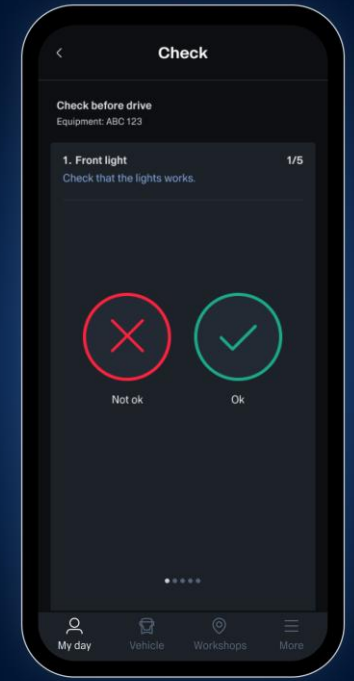 Check
Check before drive
Equipment: ABC 123
1. Front light 1/5
Check that the lights works.
Not ok Ok
My day Vehicle Workshops More